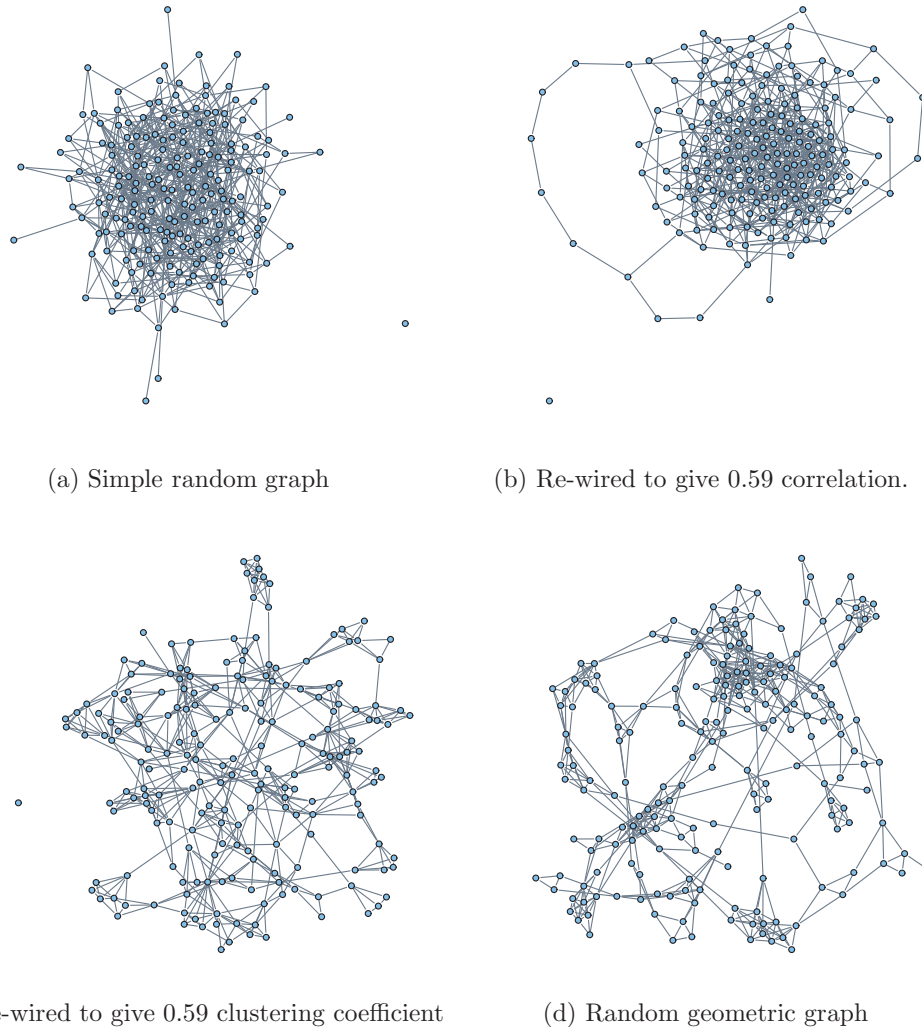 (a) Simple random graph
(b) Re-wired to give 0.59 correlation.
e-wired to give 0.59 clustering coefficient
(d) Random geometric graph